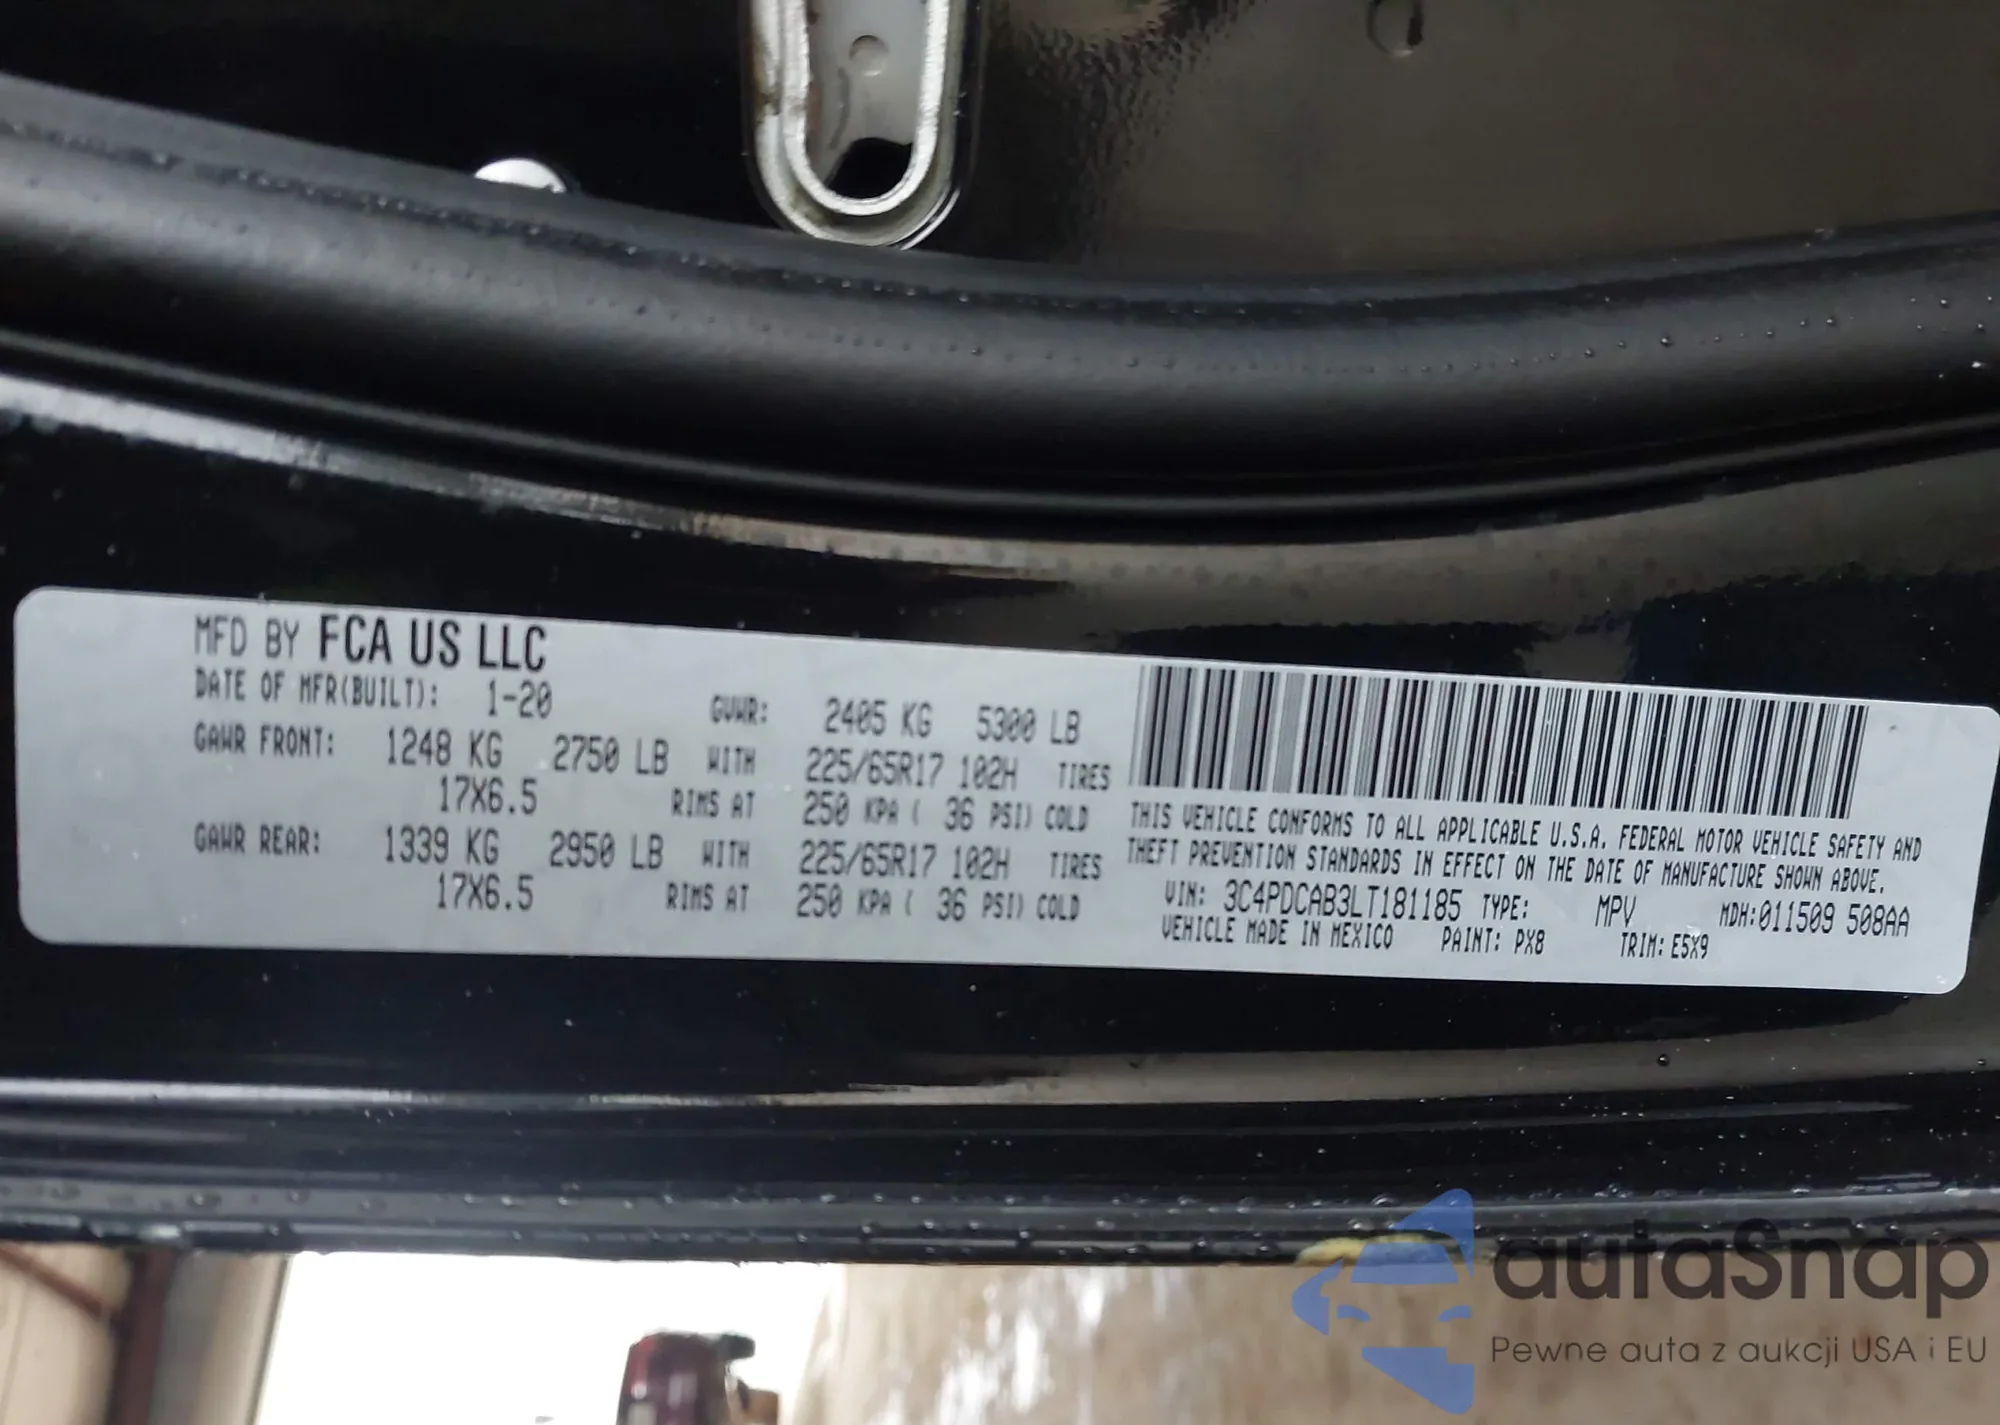 MFD BY FCA US LLC
DATE OF MFR(BUILT): 1-20 GVWR: 2405 KG 5300 LB
GAWR FRONT: 1248 KG 2750 LB WITH 225/65R17 102H TIRES
17X6.5 RIMS AT 250 KPA ( 36 PSI) COLD
GAWR REAR: 1339 KG 2950 LB WITH 225/65R17 102H TIRES
17X6.5 RIMS AT 250 KPA ( 36 PSI) COLD
THIS VEHICLE CONFORMS TO ALL APPLICABLE U.S.A. FEDERAL MOTOR VEHICLE SAFETY AND
THEFT PREVENTION STANDARDS IN EFFECT ON THE DATE OF MANUFACTURE SHOWN ABOVE.
VIN: 3C4PDCAB3LT181185 TYPE: MPV MDH:011509 508AA
VEHICLE MADE IN MEXICO PAINT: PX8 TRIM: E5X9
autaSnap
Pewne auta z aukcji USA i EU